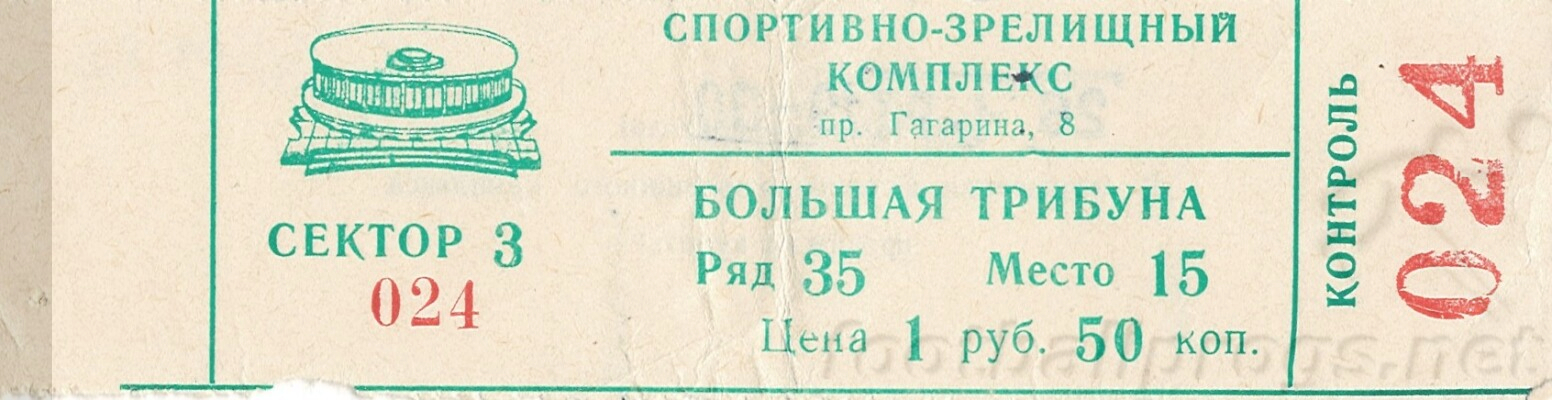 СПОРТИВНО-ЗРЕЛИЩНЫЙ
КОМПЛЕКС
пр. Гагарина, 8
БОЛЬШАЯ ТРИБУНА
СЕКТОР 3
024
Ряд 35 Место 15
Цена 1 руб. 50 коп.
КОНТРОЛЬ
024